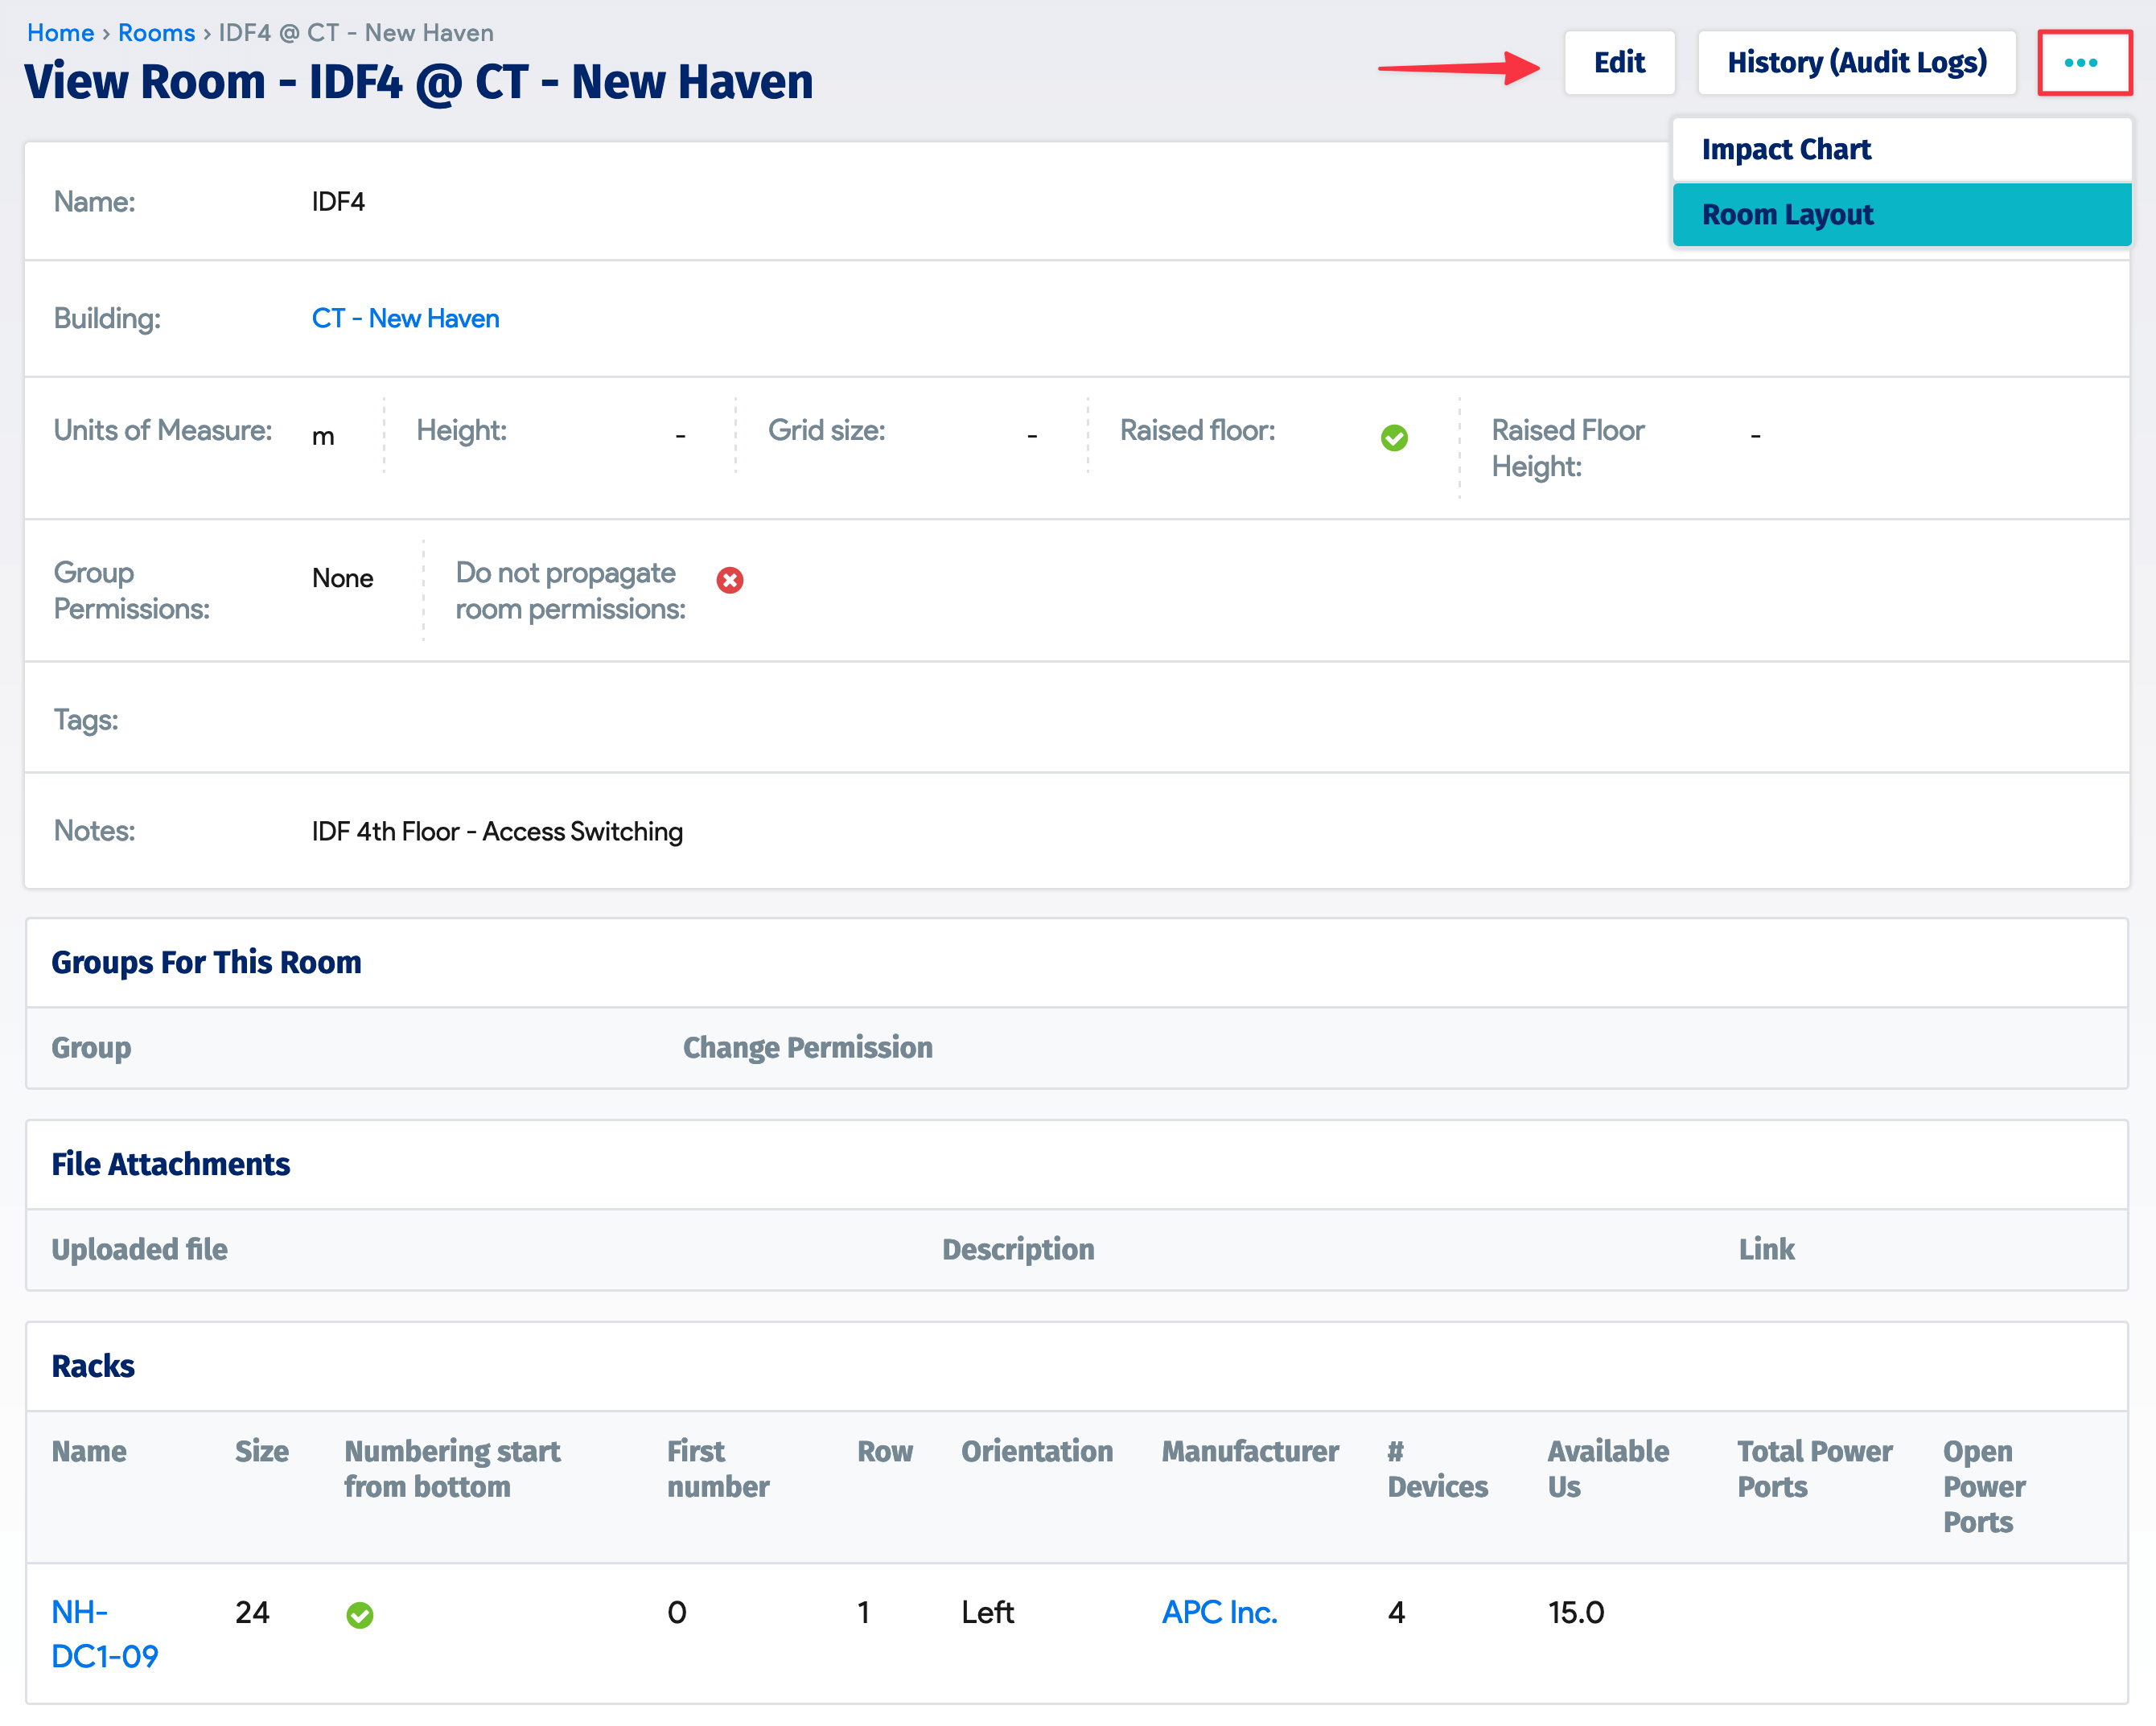 Home › Rooms › IDF4 @ CT - New Haven
View Room - IDF4 @ CT - New Haven
Edit
History (Audit Logs)
•••
Impact Chart
Room Layout
Name: IDF4
Building: CT - New Haven
Units of Measure: m
Height: -
Grid size: -
Raised floor:
Raised Floor
Height: -
Group
Permissions: None
Do not propagate
room permissions:
Tags:
Notes: IDF 4th Floor - Access Switching
Groups For This Room
Group Change Permission
File Attachments
Uploaded file Description Link
Racks
Name Size Numbering start
from bottom First
number Row Orientation Manufacturer #
Devices Available
Us Total Power
Ports Open
Power
Ports
NH-
DC1-09 24 0 1 Left APC Inc. 4 15.0